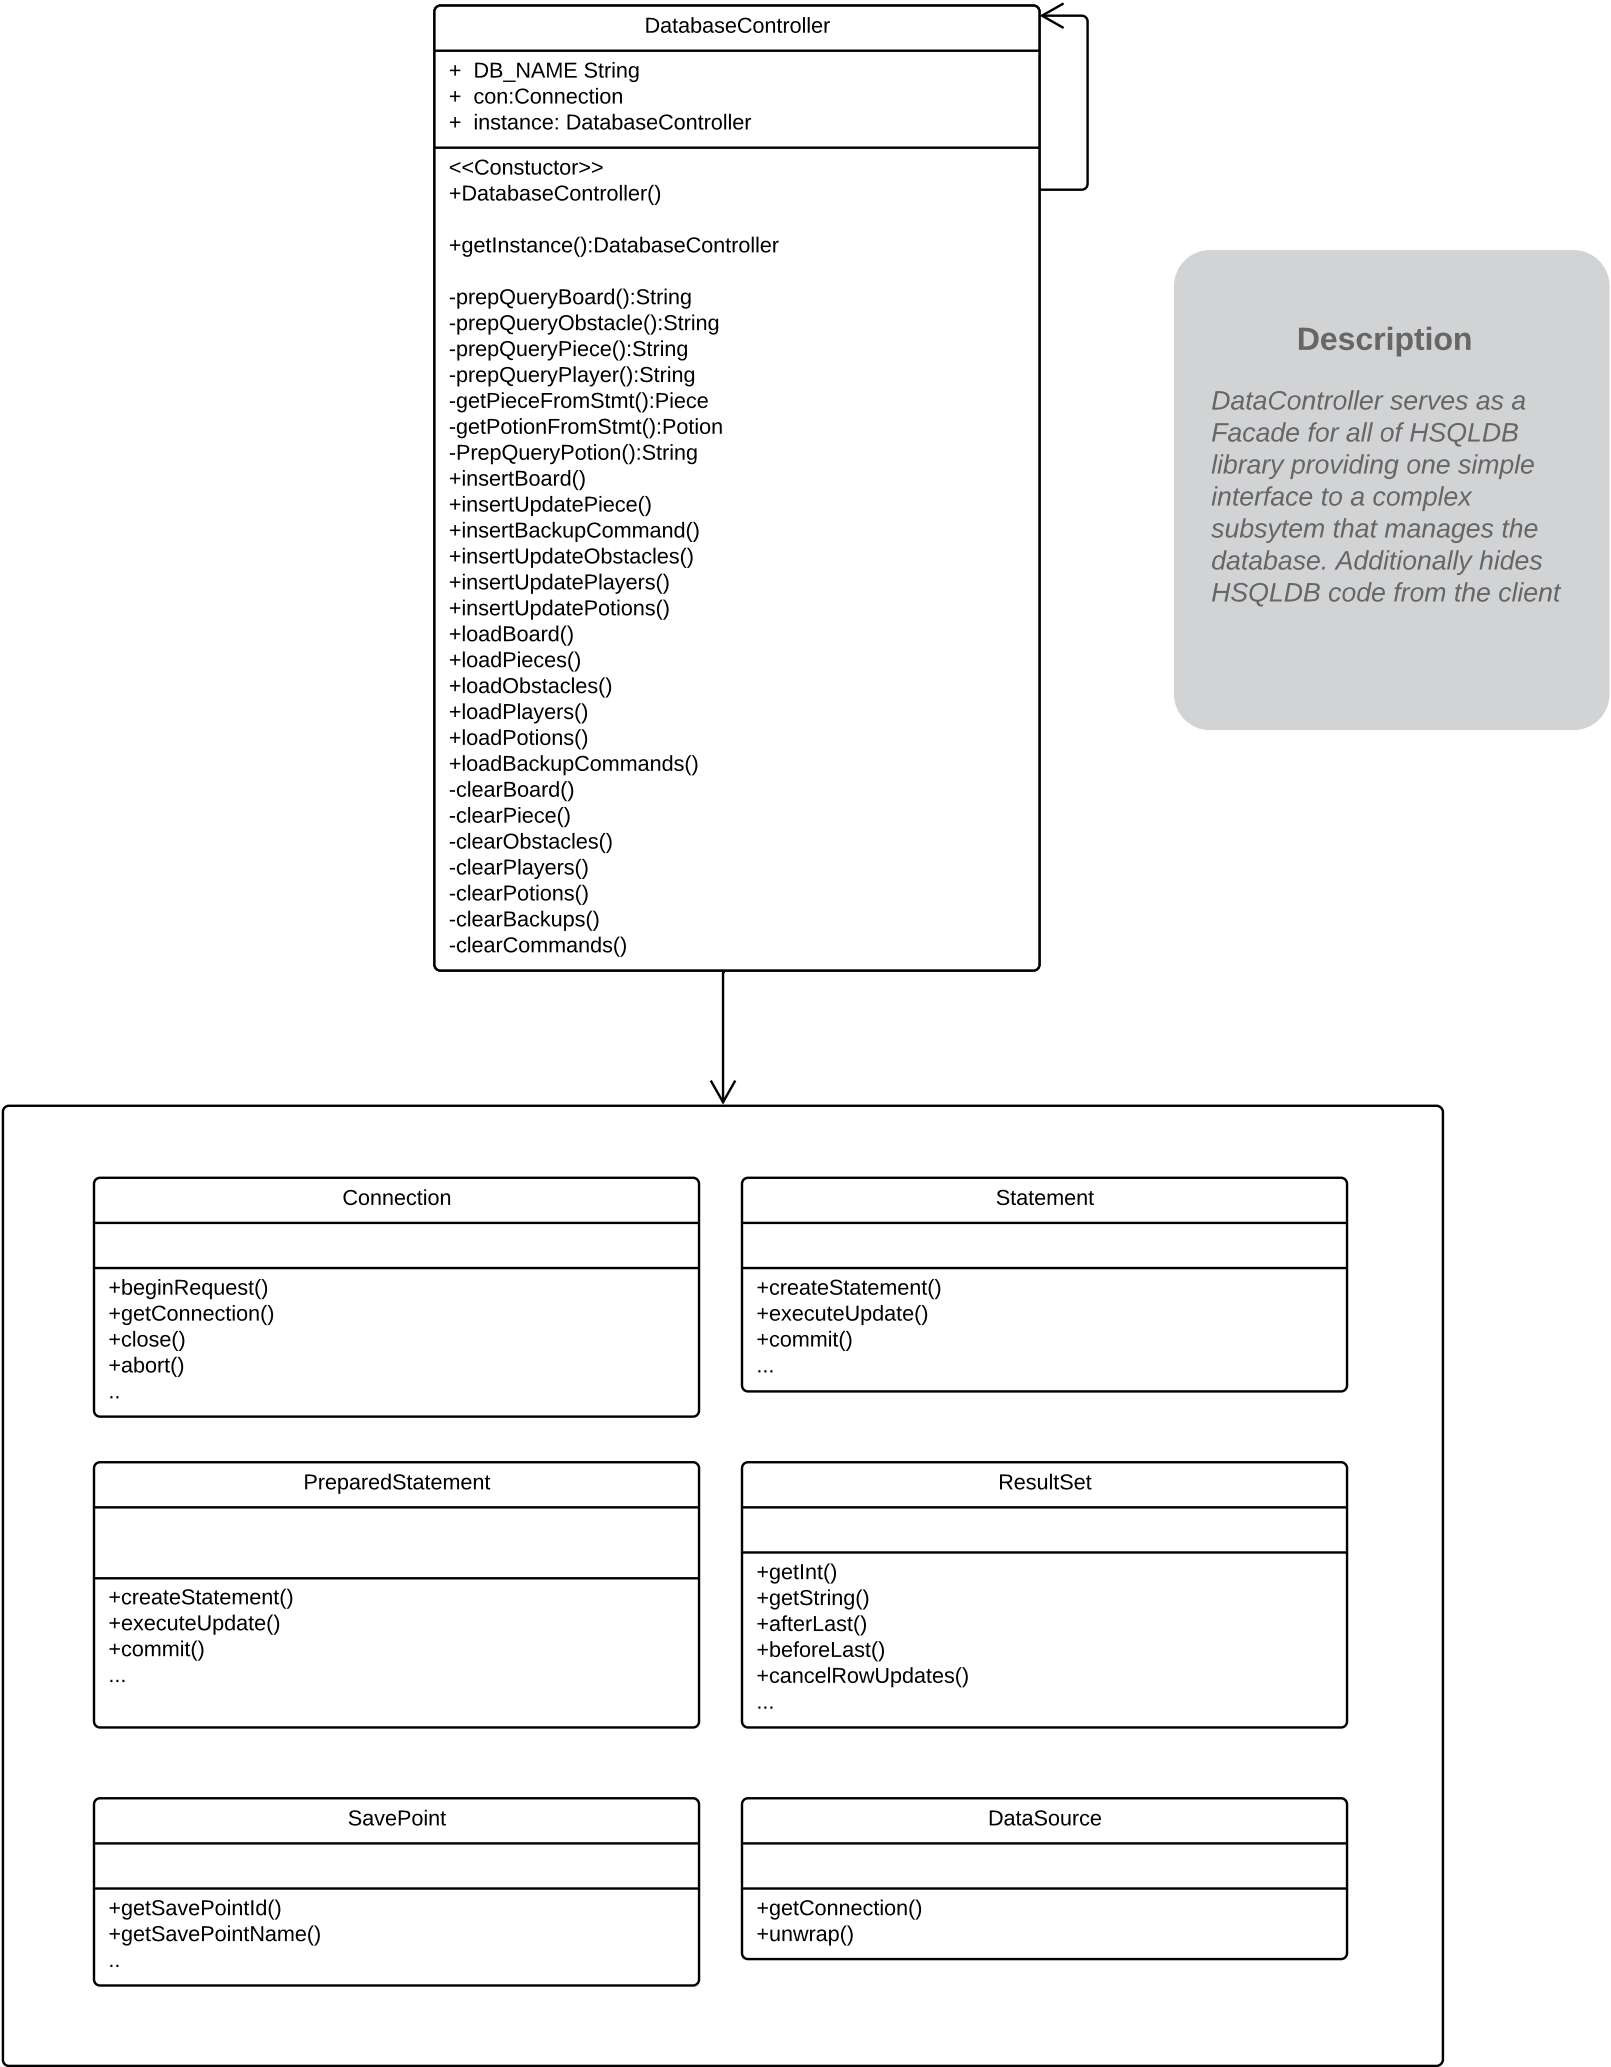 DatabaseController
+  DB_NAME String
+  con:Connection
+  instance: DatabaseController
<<Constuctor>>
+DatabaseController()
+getInstance():DatabaseController
-prepQueryBoard():String
-prepQueryObstacle():String
-prepQueryPiece():String
-prepQueryPlayer():String
-getPieceFromStmt():Piece
-getPotionFromStmt():Potion
-PrepQueryPotion():String
+insertBoard()
+insertUpdatePiece()
+insertBackupCommand()
+insertUpdateObstacles()
+insertUpdatePlayers()
+insertUpdatePotions()
+loadBoard()
+loadPieces()
+loadObstacles()
+loadPlayers()
+loadPotions()
+loadBackupCommands()
-clearBoard()
-clearPiece()
-clearObstacles()
-clearPlayers()
-clearPotions()
-clearBackups()
-clearCommands()
Description
DataController serves as a
Facade for all of HSQLDB
library providing one simple
interface to a complex
subsytem that manages the
database. Additionally hides
HSQLDB code from the client
Connection
+beginRequest()
+getConnection()
+close()
+abort()
..
Statement
+createStatement()
+executeUpdate()
+commit()
...
PreparedStatement
+createStatement()
+executeUpdate()
+commit()
...
ResultSet
+getInt()
+getString()
+afterLast()
+beforeLast()
+cancelRowUpdates()
...
SavePoint
+getSavePointId()
+getSavePointName()
..
DataSource
+getConnection()
+unwrap()